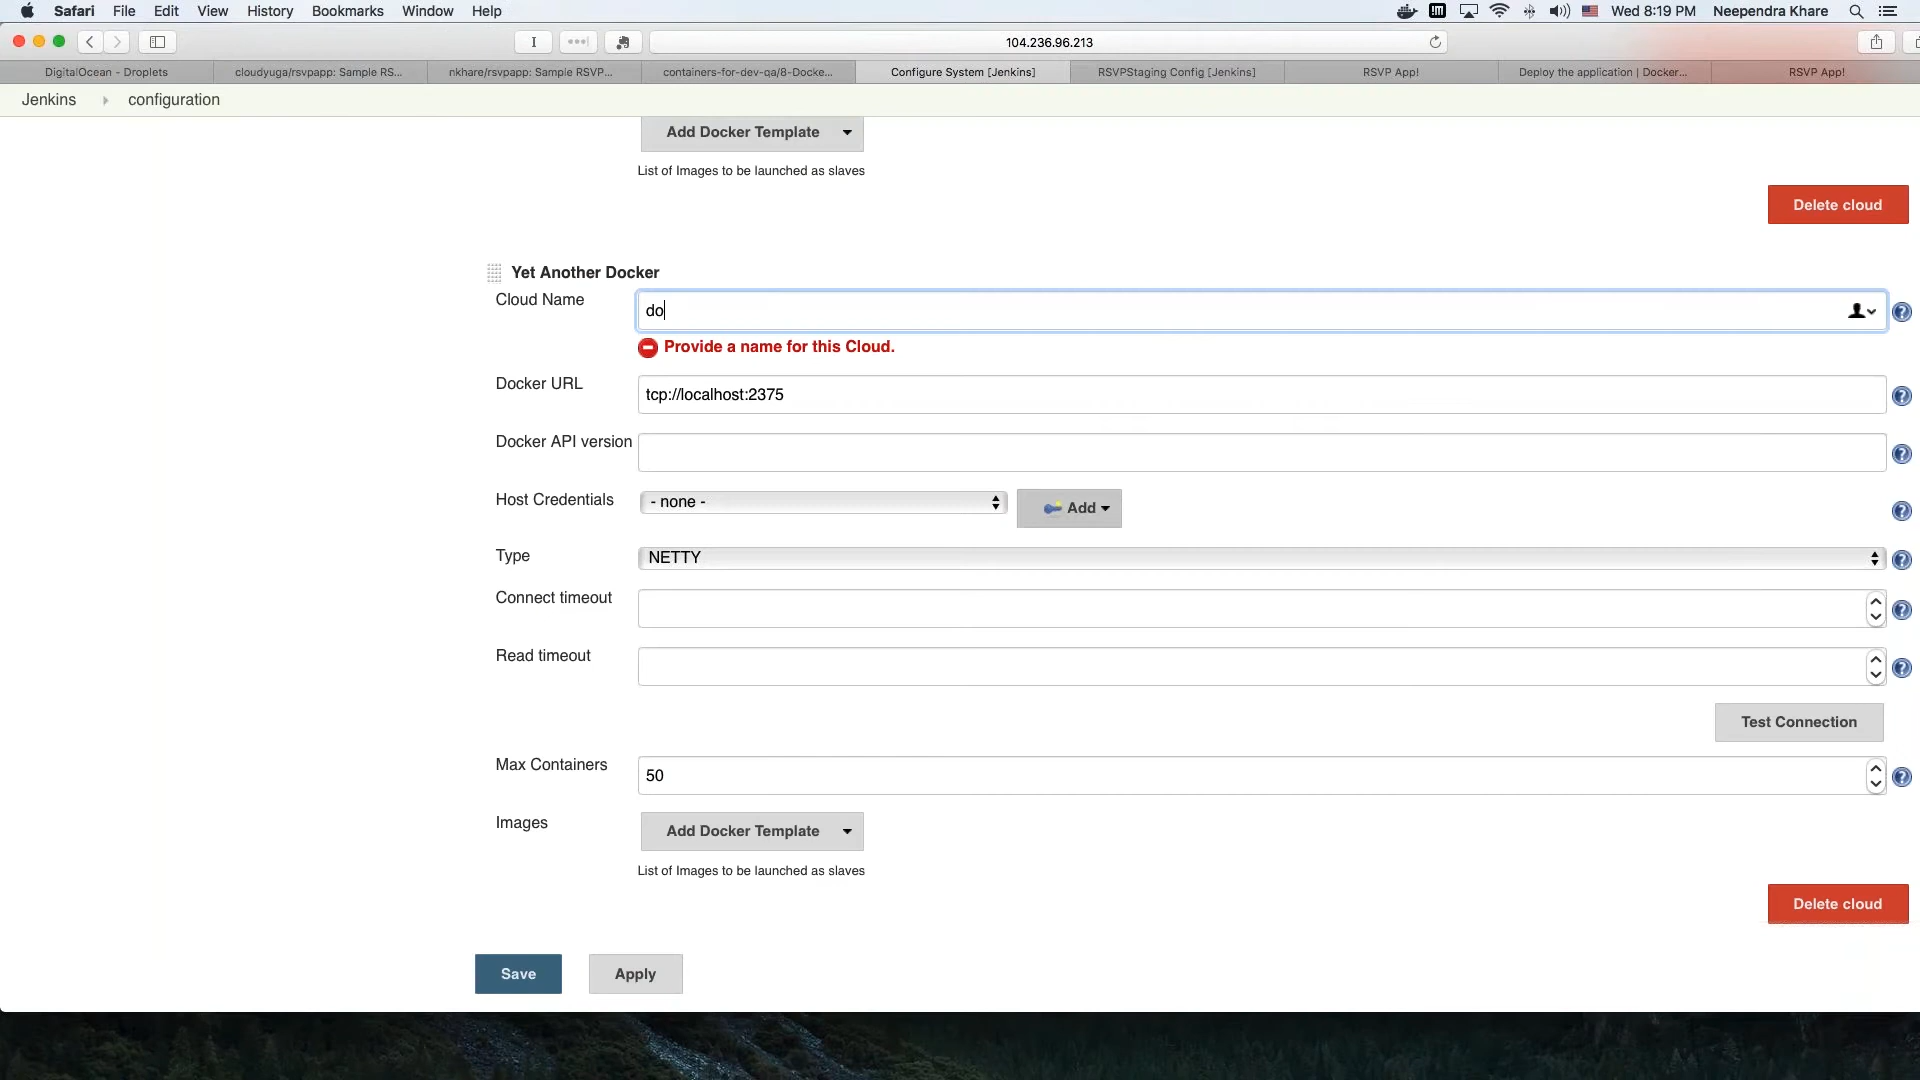 Safari File Edit View History Bookmarks Window Help Wed 8:19 PM Neependra Khare
104.236.96.213
DigitalOcean - Droplets cloudyuga/rsvpapp: Sample RS... nkhare/rsvpapp: Sample RSVP... containers-for-dev-qa/8-Docke... Configure System [Jenkins] RSVPStaging Config [Jenkins] RSVP App! Deploy the application | Docker... RSVP App!
Jenkins configuration
Add Docker Template
List of Images to be launched as slaves
Delete cloud
Yet Another Docker
Cloud Name do
Provide a name for this Cloud.
Docker URL tcp://localhost:2375
Docker API version
Host Credentials - none - Add
Type NETTY
Connect timeout
Read timeout
Test Connection
Max Containers 50
Images Add Docker Template
List of Images to be launched as slaves
Delete cloud
Save Apply